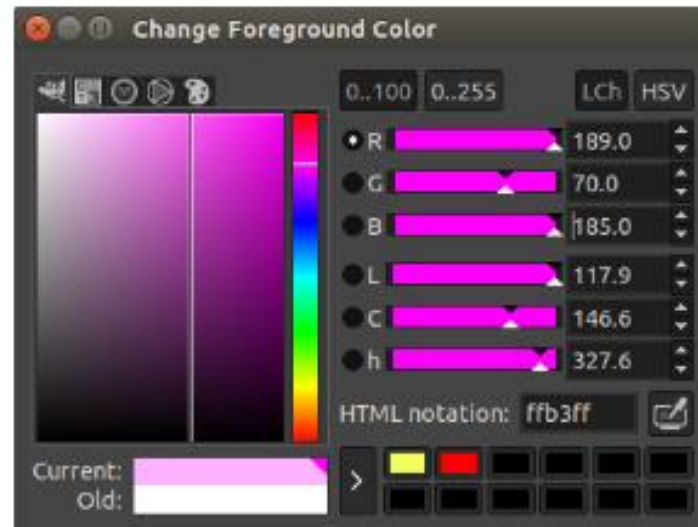 Change Foreground Color
0..100 0..255 LCh HSV
R 189.0
G 70.0
B 185.0
L 117.9
C 146.6
h 327.6
HTML notation: ffb3ff
Current:
Old: